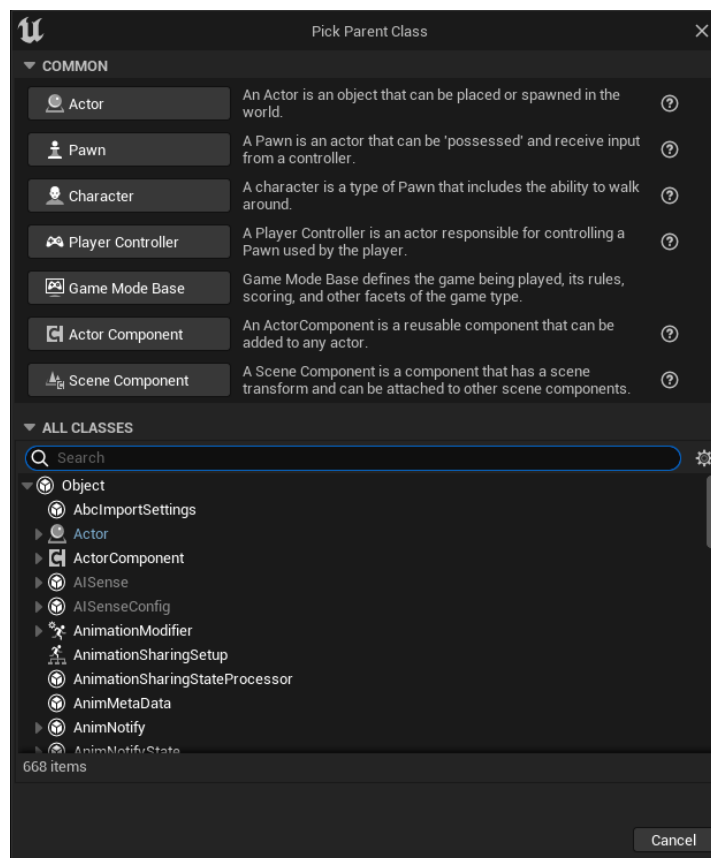 Pick Parent Class
COMMON
Actor
An Actor is an object that can be placed or spawned in the
world.
Pawn
A Pawn is an actor that can be 'possessed' and receive input
from a controller.
Character
A character is a type of Pawn that includes the ability to walk
around.
Player Controller
A Player Controller is an actor responsible for controlling a
Pawn used by the player.
Game Mode Base
Game Mode Base defines the game being played, its rules,
scoring, and other facets of the game type.
Actor Component
An ActorComponent is a reusable component that can be
added to any actor.
Scene Component
A Scene Component is a component that has a scene
transform and can be attached to other scene components.
ALL CLASSES
Search
Object
AbcImportSettings
Actor
ActorComponent
AISense
AISenseConfig
AnimationModifier
AnimationSharingSetup
AnimationSharingStateProcessor
AnimMetaData
AnimNotify
AnimNotifyState
668 items
Cancel